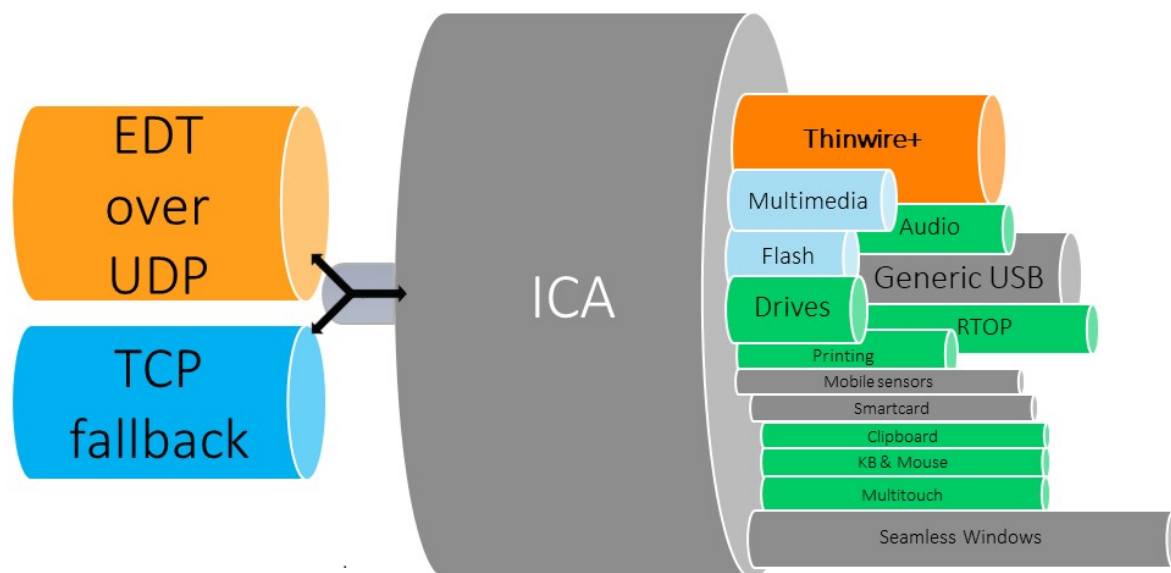 EDT
over
UDP
TCP
fallback
ICA
Thinwire+
Multimedia
Audio
Flash
Generic USB
Drives
RTOP
Printing
Mobile sensors
Smartcard
Clipboard
KB & Mouse
Multitouch
Seamless Windows